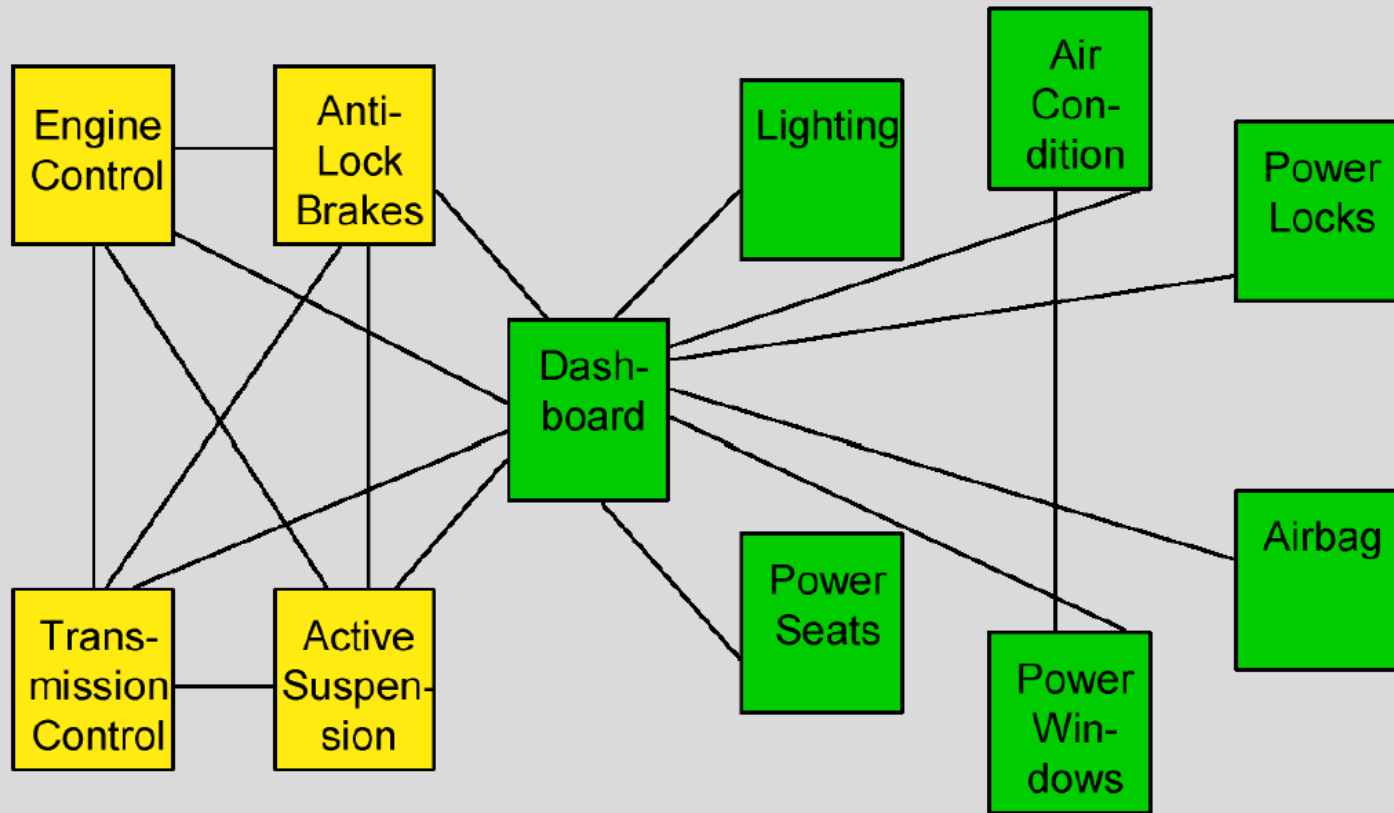 Engine
Control
Anti-
Lock
Brakes
Lighting
Air
Con-
dition
Power
Locks
Dash-
board
Trans-
mission
Control
Active
Suspen-
sion
Power
Seats
Power
Win-
dows
Airbag